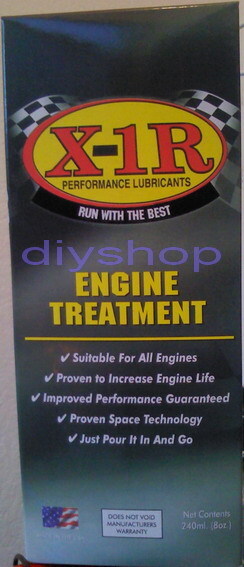 X-1R
PERFORMANCE LUBRICANTS
RUN WITH THE BEST
diyshop
ENGINE
TREATMENT
✓ Suitable For All Engines
✓ Proven to Increase Engine Life
✓ Improved Performance Guaranteed
✓ Proven Space Technology
✓ Just Pour It In And Go
DOES NOT VOID
MANUFACTURERS
WARRANTY
Net Contents
240ml. (8oz.)